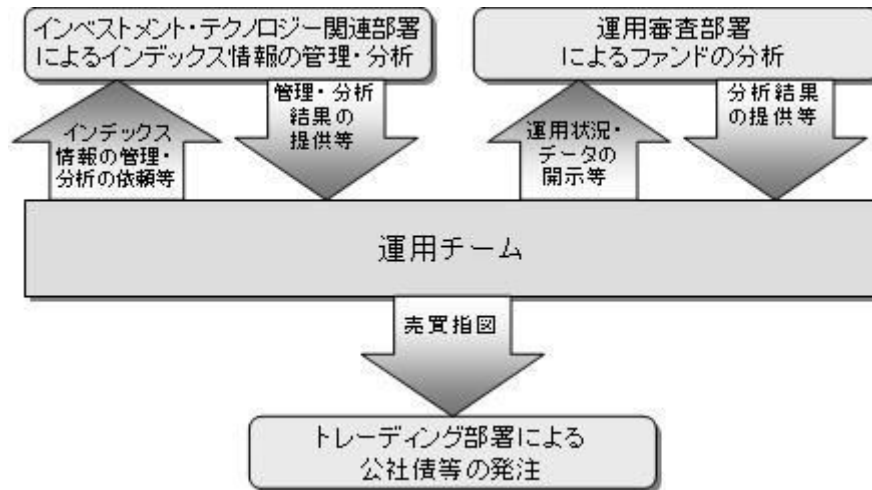 インベストメント・テクノロジー関連部署
によるインデックス情報の管理・分析
運用審査部署
によるファンドの分析
インデックス
情報の管理・
分析の依頼等
管理・分析
結果の
提供等
運用状況・
データの
開示等
分析結果
の提供等
運用チーム
売買指図
トレーディング部署による
公社債等の発注